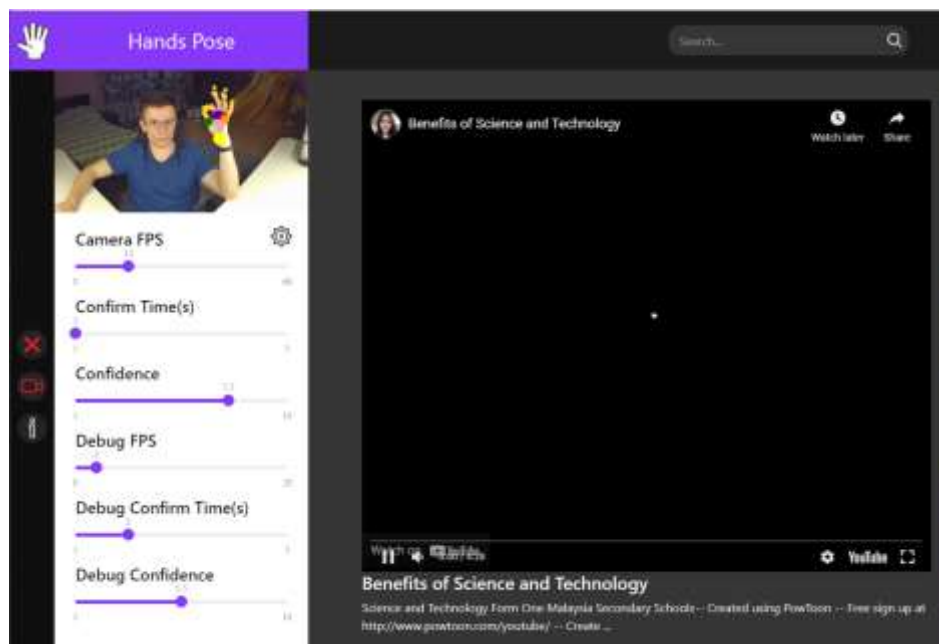 Hands Pose
Search...
Benefits of Science and Technology
Watch later
Share
Camera FPS
Confirm Time(s)
Confidence
Debug FPS
Debug Confirm Time(s)
Debug Confidence
YouTube
Benefits of Science and Technology
Science and Technology Form One Malaysia Secondary Schools-- Created using PowToon -- Free sign up at
http://www.powtoon.com/youtube/ -- Create ...